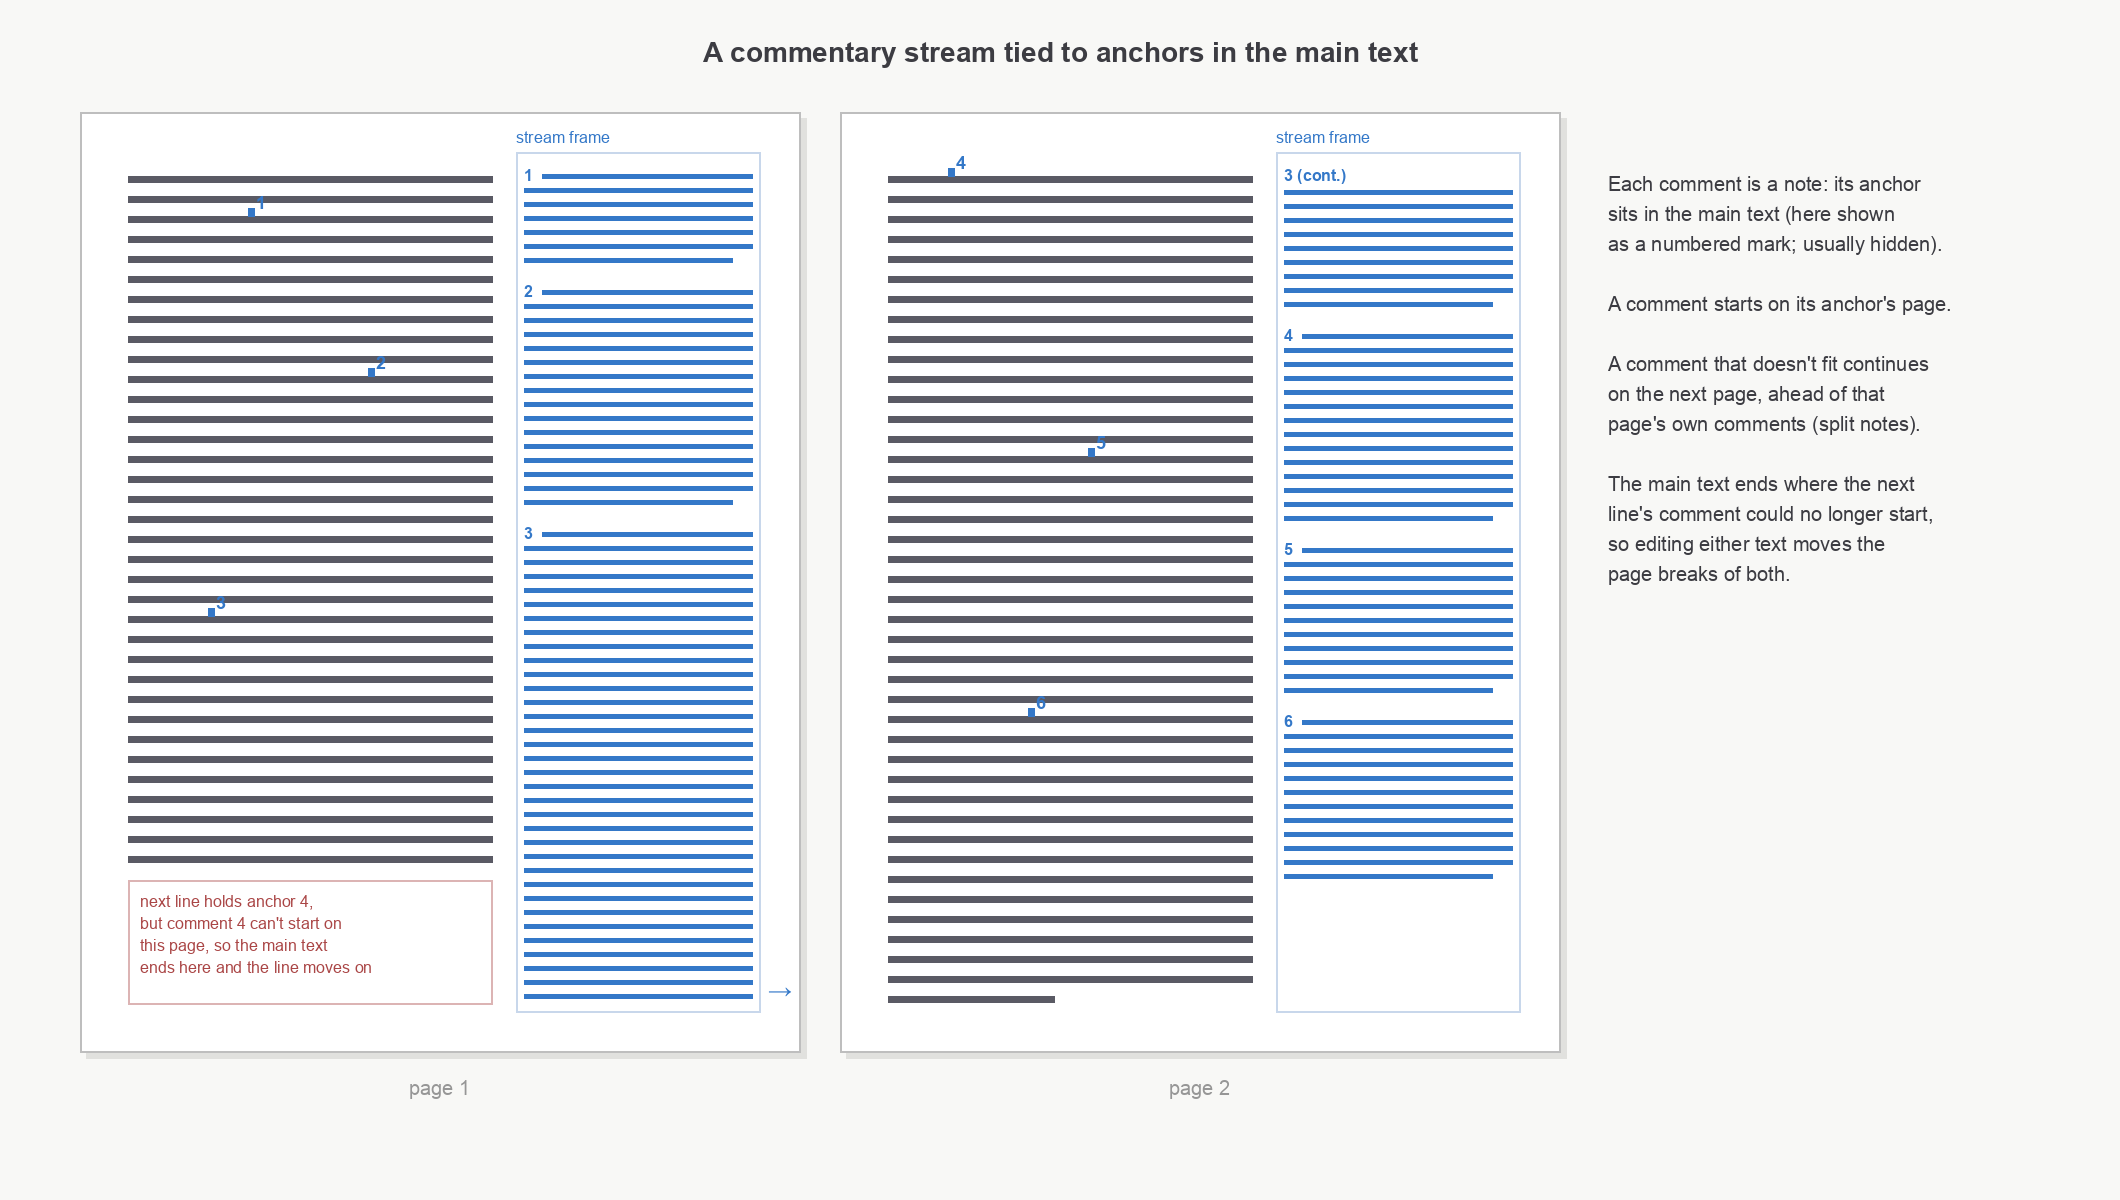 A commentary stream tied to anchors in the main text
stream frame
1
1
2
2
3
3
next line holds anchor 4,
but comment 4 can't start on
this page, so the main text
ends here and the line moves on
→
page 1
stream frame
4
3 (cont.)
4
5
5
6
6
page 2
Each comment is a note: its anchor
sits in the main text (here shown
as a numbered mark; usually hidden).
A comment starts on its anchor's page.
A comment that doesn't fit continues
on the next page, ahead of that
page's own comments (split notes).
The main text ends where the next
line's comment could no longer start,
so editing either text moves the
page breaks of both.